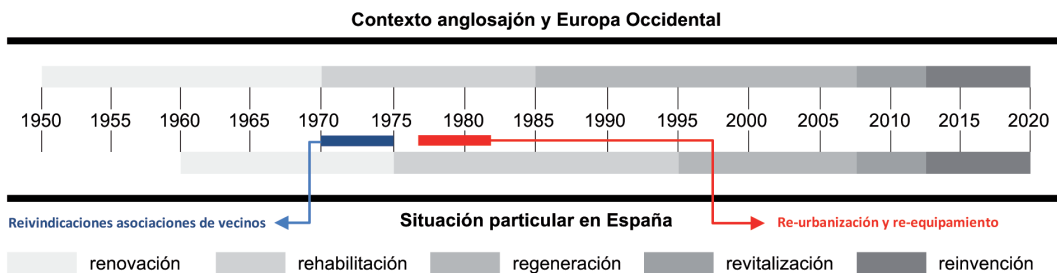 Contexto anglosajón y Europa Occidental
1950 1955 1960 1965 1970 1975 1980 1985 1990 1995 2000 2005 2010 2015 2020
Reivindicaciones asociaciones de vecinos Situación particular en España Re-urbanización y re-equipamiento
renovación rehabilitación regeneración revitalización reinvención